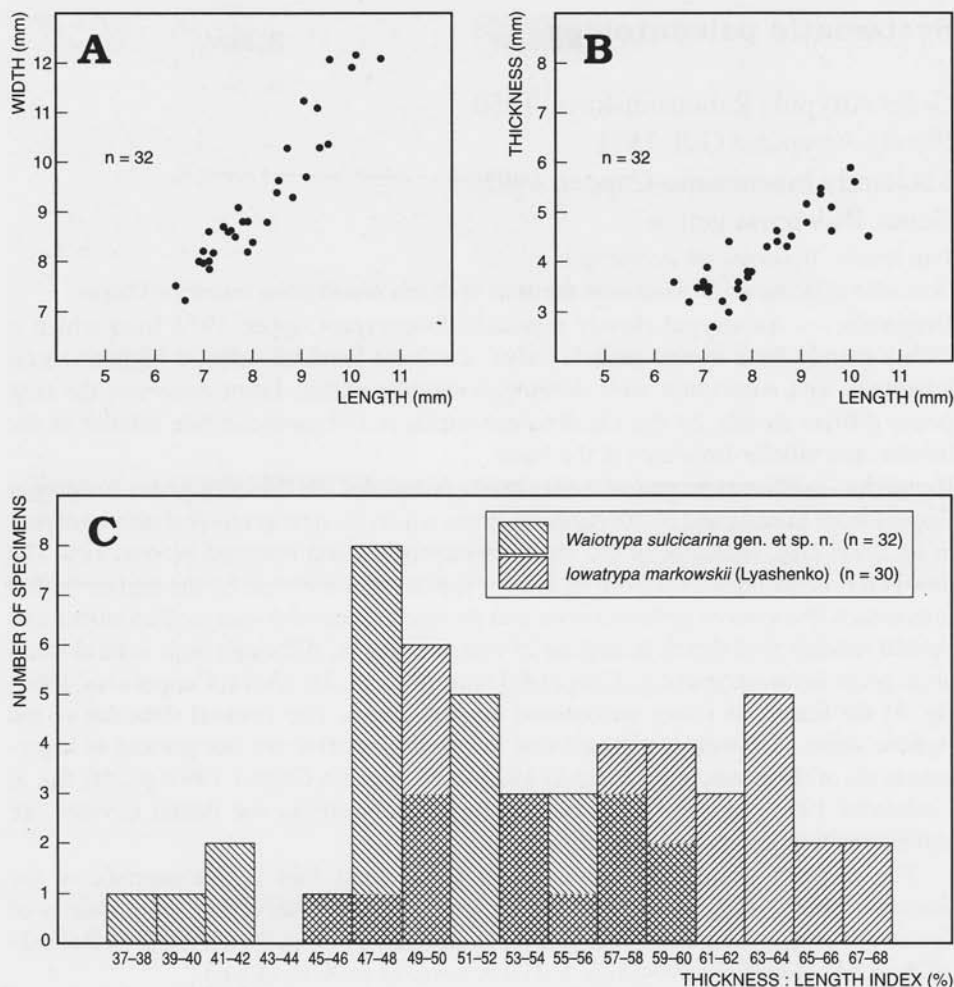 A
WIDTH (mm)
12
10
9
8
7
n = 32
5
6
7
8
9
10
11
LENGTH (mm)
B
THICKNESS (mm)
8
6
5
4
3
2
n = 32
5
6
7
8
9
10
11
LENGTH (mm)
C
NUMBER OF SPECIMENS
8
7
6
5
4
3
2
1
0
Waiotrypa sulcicarina gen. et sp. n. (n = 32)
Iowatrypa markowskii (Lyashenko) (n = 30)
37–38 39–40 41–42 43–44 45–46 47–48 49–50 51–52 53–54 55–56 57–58 59–60 61–62 63–64 65–66 67–68
THICKNESS : LENGTH INDEX (%)